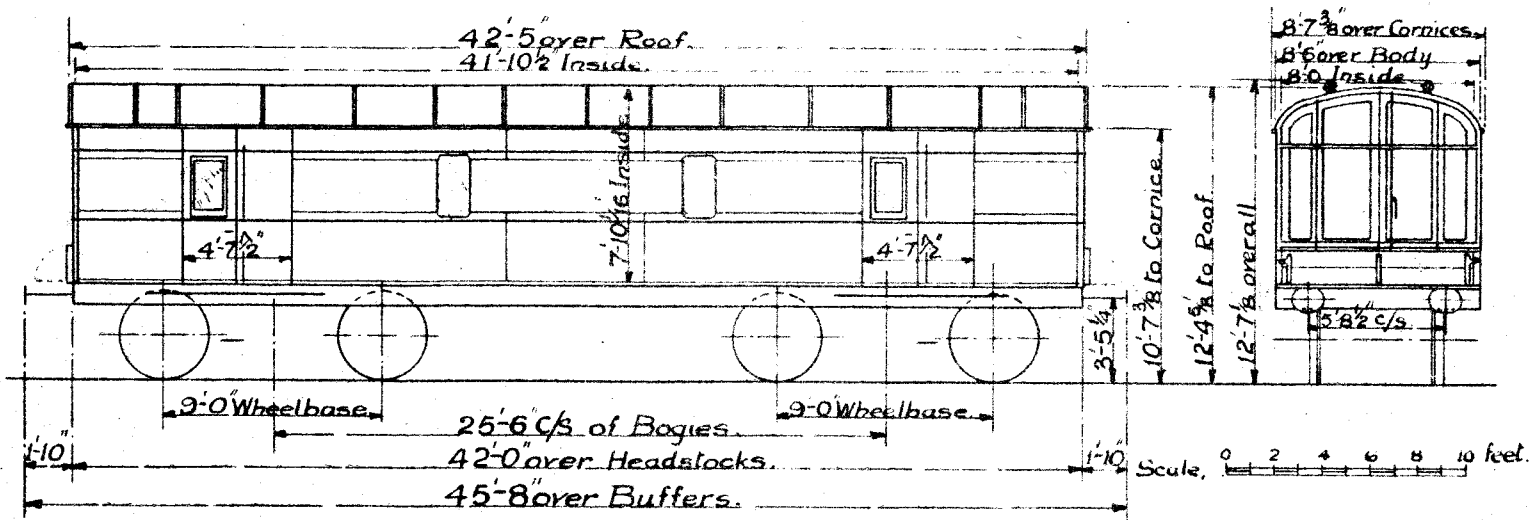 42'-5" over Roof.
41'-10½" Inside.
8'-7⅜" over Cornices
8'6" over Body
8'-0 Inside
7'-10 1/16 Inside
4'-7½"
4'-7½"
3'-5¼"
10'-7⅜ to Cornice
12'-4⅝ to Roof
12'-7⅛ overall
5'8½" C/s
9'-0" Wheelbase
9'-0" Wheelbase
25'-6" C/s of Bogies.
1'-10"
42'-0" over Headstocks.
1'-10"
45'-8" over Buffers.
Scale, 0 2 4 6 8 10 feet.